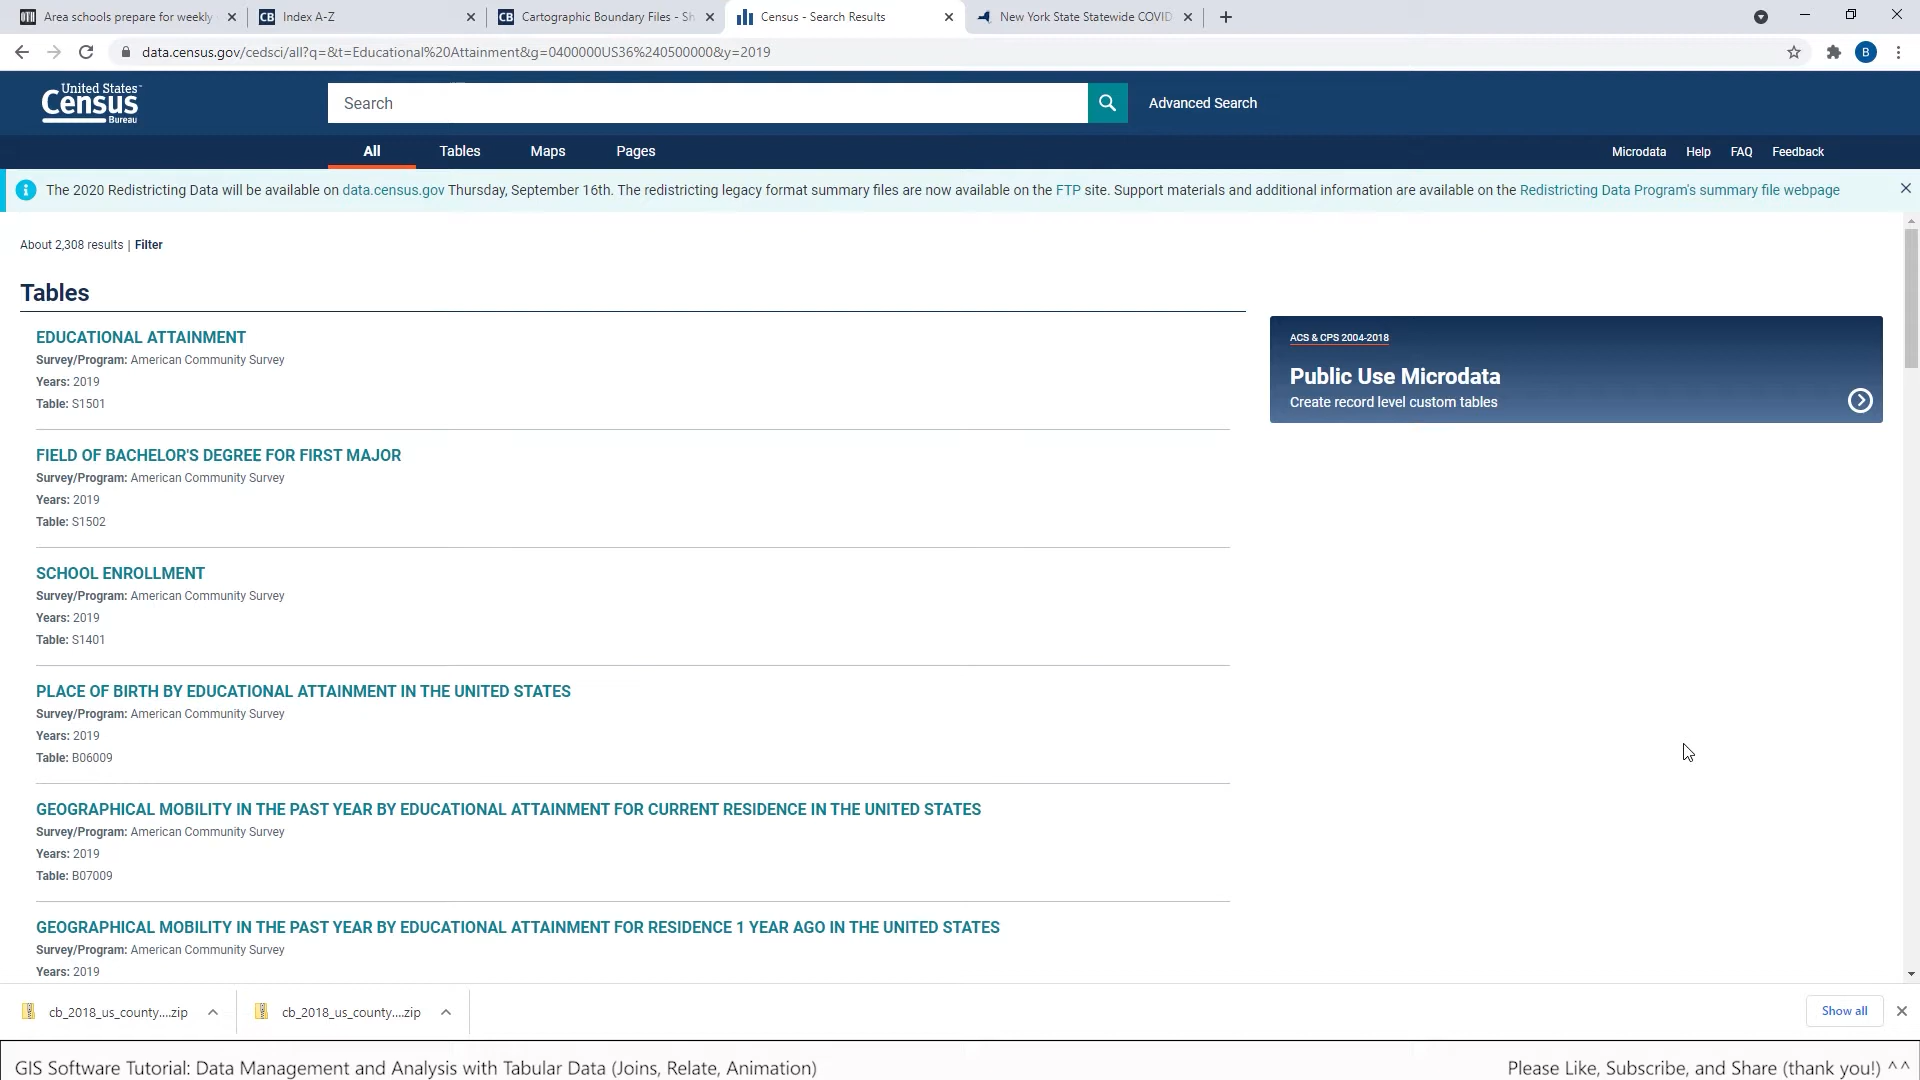 Area schools prepare for weekly
CB Index A-Z
CB Cartographic Boundary Files - Sh
Census - Search Results
New York State Statewide COVID
data.census.gov/cedsci/all?q=&t=Educational%20Attainment&g=0400000US36%240500000&y=2019
B
United States
Census
Bureau
Search
Advanced Search
All Tables Maps Pages
Microdata Help FAQ Feedback
The 2020 Redistricting Data will be available on data.census.gov Thursday, September 16th. The redistricting legacy format summary files are now available on the FTP site. Support materials and additional information are available on the Redistricting Data Program's summary file webpage
About 2,308 results | Filter
Tables
EDUCATIONAL ATTAINMENT
Survey/Program: American Community Survey
Years: 2019
Table: S1501
FIELD OF BACHELOR'S DEGREE FOR FIRST MAJOR
Survey/Program: American Community Survey
Years: 2019
Table: S1502
SCHOOL ENROLLMENT
Survey/Program: American Community Survey
Years: 2019
Table: S1401
PLACE OF BIRTH BY EDUCATIONAL ATTAINMENT IN THE UNITED STATES
Survey/Program: American Community Survey
Years: 2019
Table: B06009
GEOGRAPHICAL MOBILITY IN THE PAST YEAR BY EDUCATIONAL ATTAINMENT FOR CURRENT RESIDENCE IN THE UNITED STATES
Survey/Program: American Community Survey
Years: 2019
Table: B07009
GEOGRAPHICAL MOBILITY IN THE PAST YEAR BY EDUCATIONAL ATTAINMENT FOR RESIDENCE 1 YEAR AGO IN THE UNITED STATES
Survey/Program: American Community Survey
Years: 2019
ACS & CPS 2004-2018
Public Use Microdata
Create record level custom tables
cb_2018_us_county....zip
cb_2018_us_county....zip
Show all
GIS Software Tutorial: Data Management and Analysis with Tabular Data (Joins, Relate, Animation)
Please Like, Subscribe, and Share (thank you!) ^^